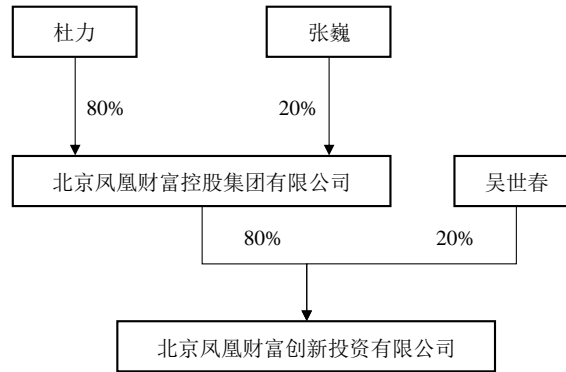 杜力
张巍
80%
20%
北京凤凰财富控股集团有限公司
吴世春
80%
20%
北京凤凰财富创新投资有限公司